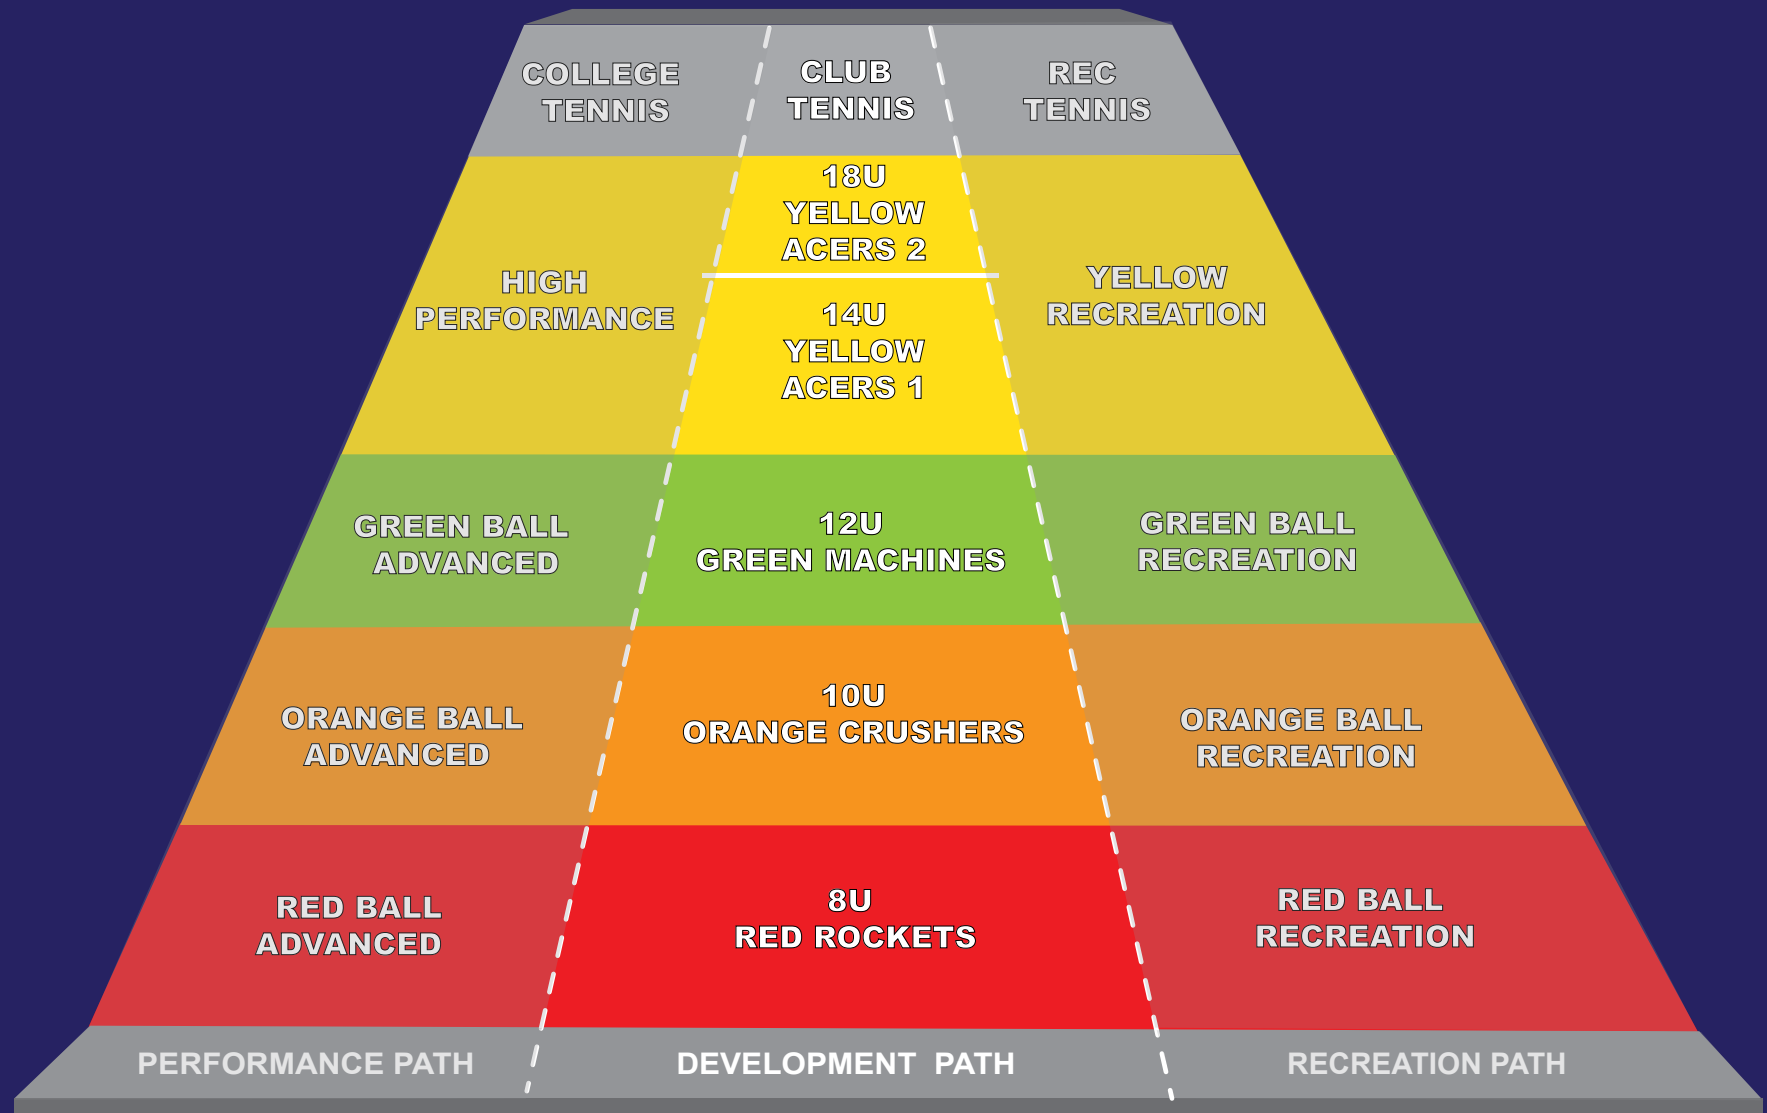 COLLEGE
TENNIS
CLUB
TENNIS
REC
TENNIS
HIGH
PERFORMANCE
18U
YELLOW
ACERS 2
14U
YELLOW
ACERS 1
YELLOW
RECREATION
GREEN BALL
ADVANCED
12U
GREEN MACHINES
GREEN BALL
RECREATION
ORANGE BALL
ADVANCED
10U
ORANGE CRUSHERS
ORANGE BALL
RECREATION
RED BALL
ADVANCED
8U
RED ROCKETS
RED BALL
RECREATION
PERFORMANCE PATH
DEVELOPMENT PATH
RECREATION PATH